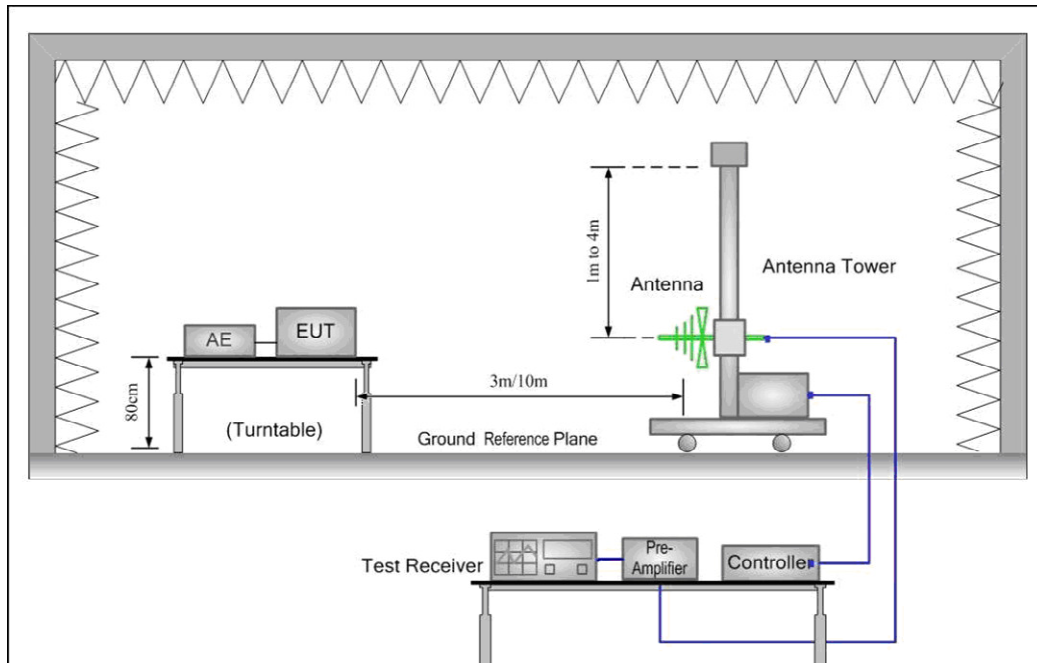 1m to 4m
Antenna Tower
Antenna
AE
EUT
3m/10m
80cm
(Turntable)
Ground Reference Plane
Test Receiver
Pre-
Amplifier
Controller